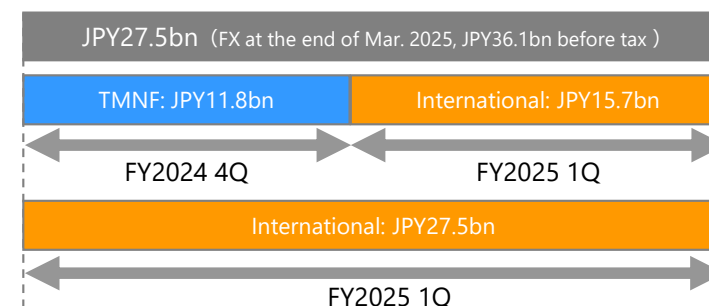 JPY27.5bn（FX at the end of Mar. 2025, JPY36.1bn before tax ）
TMNF: JPY11.8bn International: JPY15.7bn
FY2024 4Q FY2025 1Q
International: JPY27.5bn
FY2025 1Q